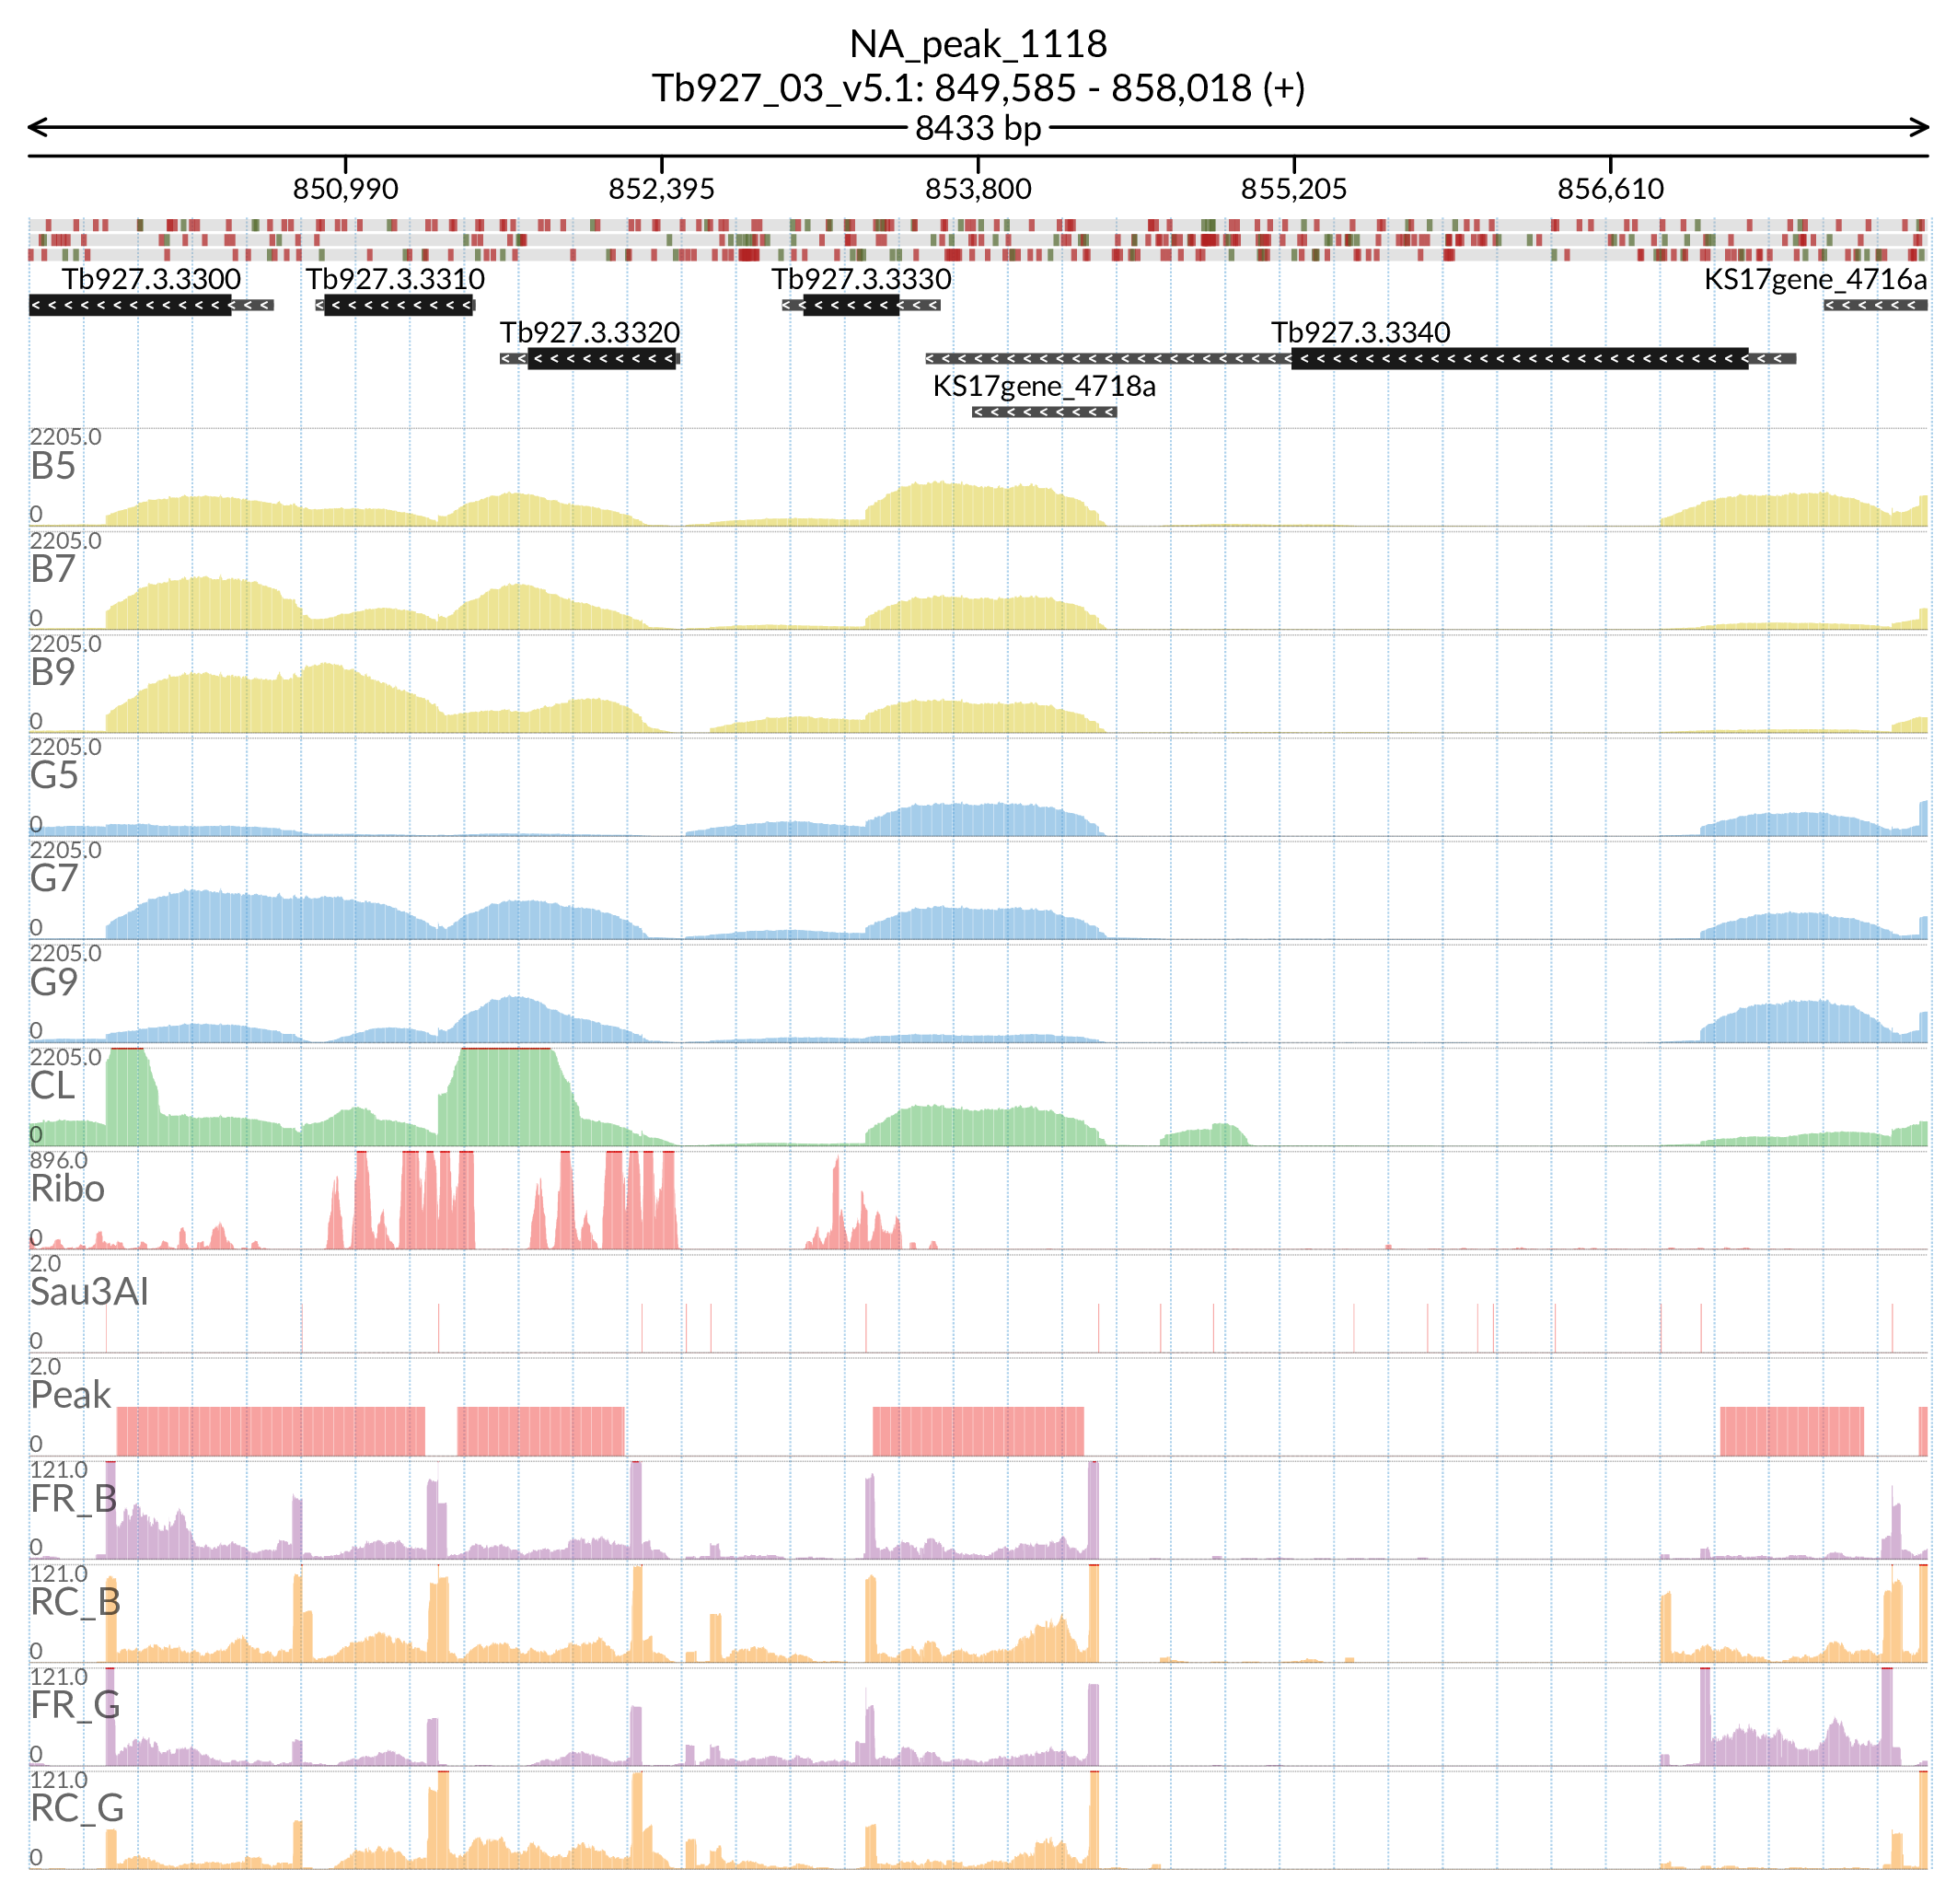 NA_peak_1118
Tb927_03_v5.1: 849,585 - 858,018 (+)
8433 bp
850,990 852,395 853,800 855,205 856,610
Tb927.3.3300 Tb927.3.3310 Tb927.3.3330 KS17gene_4716a
Tb927.3.3320 Tb927.3.3340
KS17gene_4718a
2205.0
B5
0
2205.0
B7
0
2205.0
B9
0
2205.0
G5
0
2205.0
G7
0
2205.0
G9
0
2205.0
CL
0
896.0
Ribo
0
2.0
Sau3AI
0
2.0
Peak
0
121.0
FR_B
0
121.0
RC_B
0
121.0
FR_G
0
121.0
RC_G
0